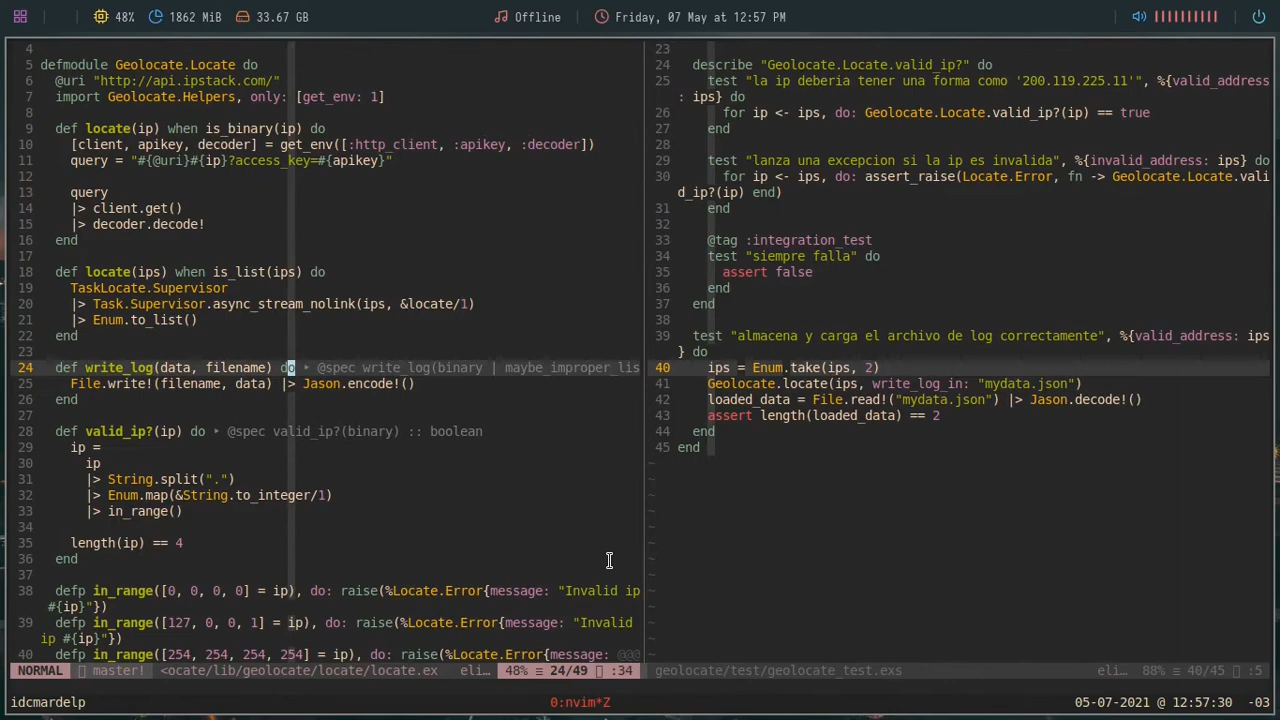 48% 1862 MiB 33.67 GB Offline Friday, 07 May at 12:57 PM
4
5 defmodule Geolocate.Locate do
6 @uri "http://api.ipstack.com/"
7 import Geolocate.Helpers, only: [get_env: 1]
8
9 def locate(ip) when is_binary(ip) do
10 [client, apikey, decoder] = get_env([:http_client, :apikey, :decoder])
11 query = "#{@uri}#{ip}?access_key=#{apikey}"
12
13 query
14 |> client.get()
15 |> decoder.decode!
16 end
17
18 def locate(ips) when is_list(ips) do
19 TaskLocate.Supervisor
20 |> Task.Supervisor.async_stream_nolink(ips, &locate/1)
21 |> Enum.to_list()
22 end
23
24 def write_log(data, filename) do ‣ @spec write_log(binary | maybe_improper_lis
25 File.write!(filename, data) |> Jason.encode!()
26 end
27
28 def valid_ip?(ip) do ‣ @spec valid_ip?(binary) :: boolean
29 ip =
30 ip
31 |> String.split(".")
32 |> Enum.map(&String.to_integer/1)
33 |> in_range()
34
35 length(ip) == 4
36 end
37
38 defp in_range([0, 0, 0, 0] = ip), do: raise(%Locate.Error{message: "Invalid ip
#{ip}"})
39 defp in_range([127, 0, 0, 1] = ip), do: raise(%Locate.Error{message: "Invalid
ip #{ip}"})
40 defp in_range([254, 254, 254, 254] = ip), do: raise(%Locate.Error{message: @@@
NORMAL master! <ocate/lib/geolocate/locate/locate.ex eli… 48% 24/49 :34
23
24 describe "Geolocate.Locate.valid_ip?" do
25 test "la ip deberia tener una forma como '200.119.225.11'", %{valid_address
: ips} do
26 for ip <- ips, do: Geolocate.Locate.valid_ip?(ip) == true
27 end
28
29 test "lanza una excepcion si la ip es invalida", %{invalid_address: ips} do
30 for ip <- ips, do: assert_raise(Locate.Error, fn -> Geolocate.Locate.vali
d_ip?(ip) end)
31 end
32
33 @tag :integration_test
34 test "siempre falla" do
35 assert false
36 end
37 end
38
39 test "almacena y carga el archivo de log correctamente", %{valid_address: ips
} do
40 ips = Enum.take(ips, 2)
41 Geolocate.locate(ips, write_log_in: "mydata.json")
42 loaded_data = File.read!("mydata.json") |> Jason.decode!()
43 assert length(loaded_data) == 2
44 end
45 end
~
~
~
~
~
~
~
~
~
~
~
~
~
geolocate/test/geolocate_test.exs eli… 88% 40/45 :5
idcmardelp 0:nvim*Z 05-07-2021 @ 12:57:30 -03